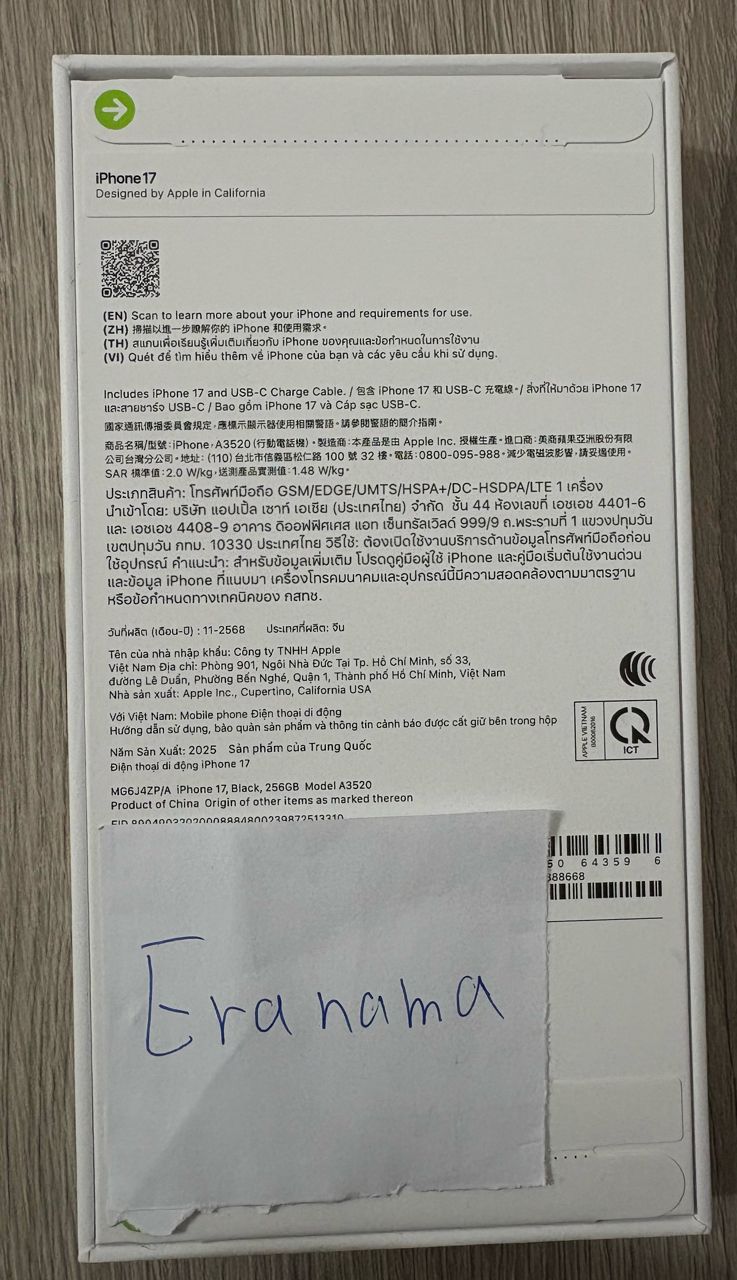 iPhone 17
Designed by Apple in California
(EN) Scan to learn more about your iPhone and requirements for use.
(ZH) 掃描以進一步瞭解你的 iPhone 和使用需求。
(TH) สแกนเพื่อเรียนรู้เพิ่มเติมเกี่ยวกับ iPhone ของคุณและข้อกำหนดในการใช้งาน
(VI) Quét để tìm hiểu thêm về iPhone của bạn và các yêu cầu khi sử dụng.
Includes iPhone 17 and USB-C Charge Cable. / 包含 iPhone 17 和 USB-C 充電線。/ สิ่งที่ให้มาด้วย iPhone 17
และสายชาร์จ USB-C / Bao gồm iPhone 17 và Cáp sạc USB-C.
國家通訊傳播委員會規定，應標示顯示器使用相關警語。請參閱警語的簡介指南。
商品名稱/型號：iPhone，A3520（行動電話機）。製造商：本產品是由 Apple Inc. 授權生產。進口商：美商蘋果亞洲股份有限
公司台灣分公司。地址：(110) 台北市信義區松仁路 100 號 32 樓。電話：0800-095-988。減少電磁波影響，請妥適使用。
SAR 標準值：2.0 W/kg，送測產品實測值：1.48 W/kg。
ประเภทสินค้า: โทรศัพท์มือถือ GSM/EDGE/UMTS/HSPA+/DC-HSDPA/LTE 1 เครื่อง
นำเข้าโดย: บริษัท แอปเปิ้ล เซาท์ เอเชีย (ประเทศไทย) จำกัด ชั้น 44 ห้องเลขที่ เอชเอช 4401-6
และ เอชเอช 4408-9 อาคาร ดิออฟฟิศเศส แอท เซ็นทรัลเวิลด์ 999/9 ถ.พระรามที่ 1 แขวงปทุมวัน
เขตปทุมวัน กทม. 10330 ประเทศไทย วิธีใช้: ต้องเปิดใช้งานบริการด้านข้อมูลโทรศัพท์มือถือก่อน
ใช้อุปกรณ์ คำแนะนำ: สำหรับข้อมูลเพิ่มเติม โปรดดูคู่มือผู้ใช้ iPhone และคู่มือเริ่มต้นใช้งานด่วน
และข้อมูล iPhone ที่แนบมา เครื่องโทรคมนาคมและอุปกรณ์นี้มีความสอดคล้องตามมาตรฐาน
หรือข้อกำหนดทางเทคนิคของ กสทช.
วันที่ผลิต (เดือน-ปี) : 11-2568 ประเทศที่ผลิต: จีน
Tên của nhà nhập khẩu: Công ty TNHH Apple
Việt Nam Địa chỉ: Phòng 901, Ngôi Nhà Đức Tại Tp. Hồ Chí Minh, số 33,
đường Lê Duẩn, Phường Bến Nghé, Quận 1, Thành phố Hồ Chí Minh, Việt Nam
Nhà sản xuất: Apple Inc., Cupertino, California USA
Với Việt Nam: Mobile phone Điện thoại di động
Hướng dẫn sử dụng, bảo quản sản phẩm và thông tin cảnh báo được cất giữ bên trong hộp
APPLE VIETNAM
ICT
Năm Sản Xuất: 2025 Sản phẩm của Trung Quốc
Điện thoại di động iPhone 17
MG6J4ZP/A iPhone 17, Black, 256GB Model A3520
Product of China Origin of other items as marked thereon
64359 6
388668
Eranama